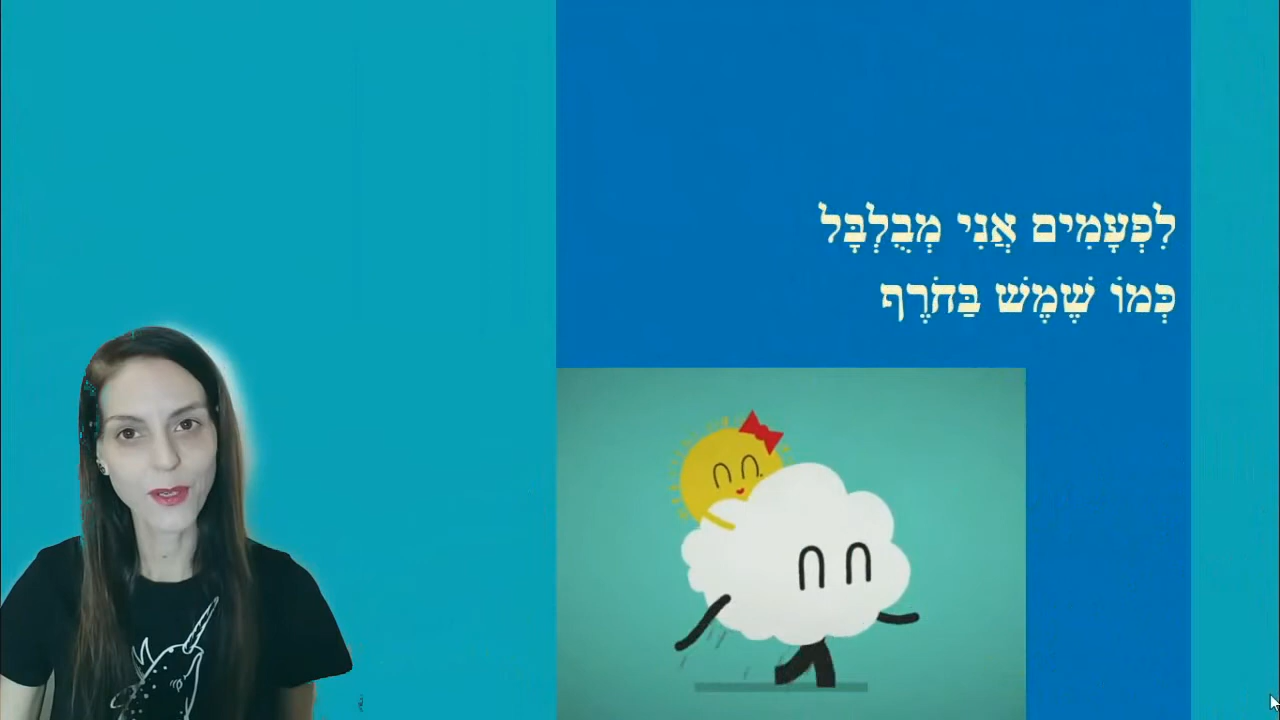 לִפְעָמִים אֲנִי מְבֻלְבָּל
כְּמוֹ שֶׁמֶשׁ בַּחֹרֶף